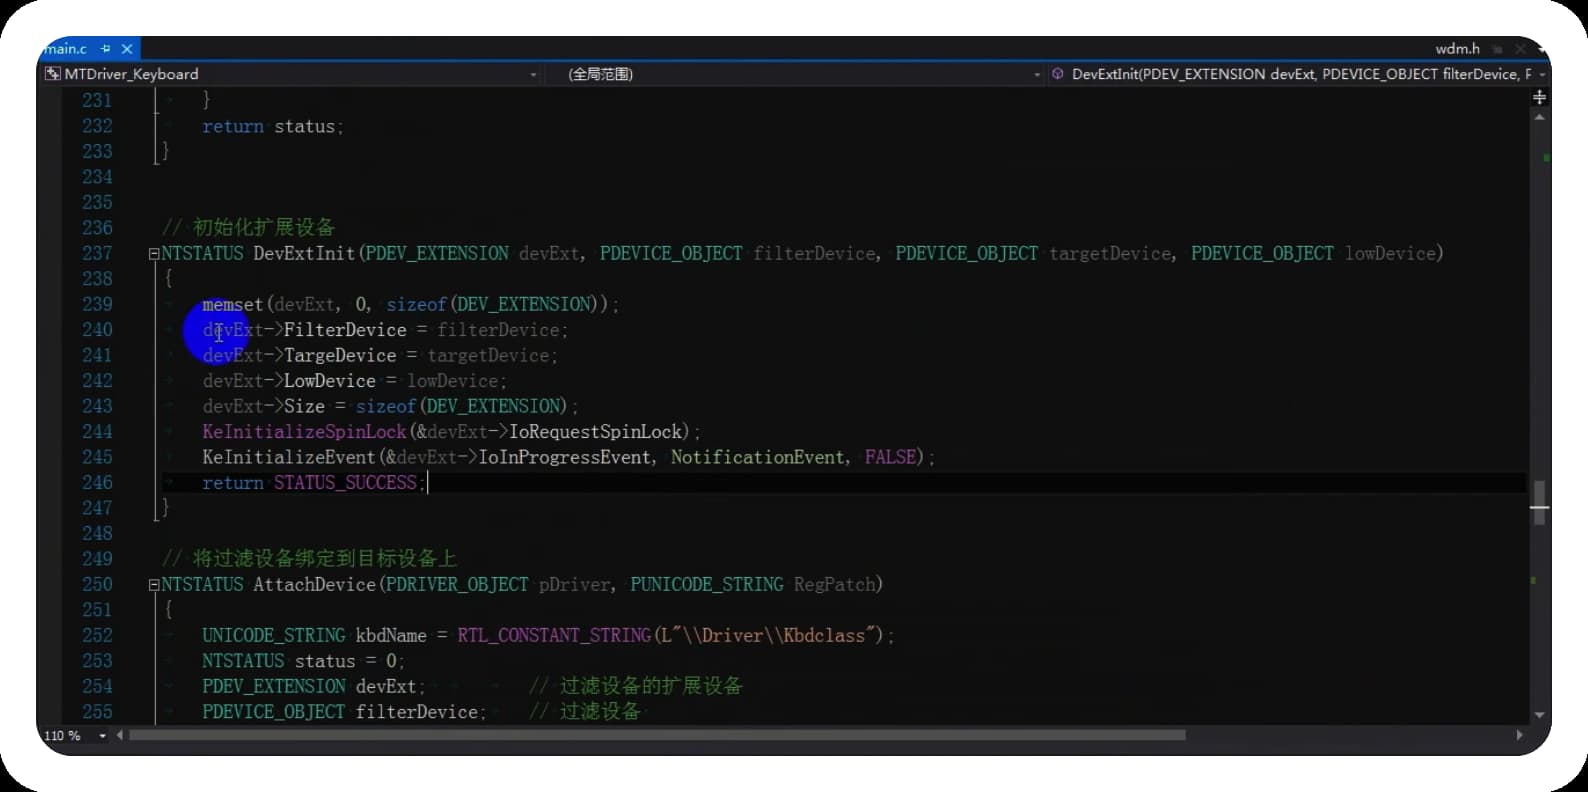 main.c
wdm.h
MTDriver_Keyboard
(全局范围)
DevExtInit(PDEV_EXTENSION devExt, PDEVICE_OBJECT filterDevice, F
231 }
232 return status;
233 }
234
235
236 // 初始化扩展设备
237 NTSTATUS DevExtInit(PDEV_EXTENSION devExt, PDEVICE_OBJECT filterDevice, PDEVICE_OBJECT targetDevice, PDEVICE_OBJECT lowDevice)
238 {
239 memset(devExt, 0, sizeof(DEV_EXTENSION));
240 devExt->FilterDevice = filterDevice;
241 devExt->TargeDevice = targetDevice;
242 devExt->LowDevice = lowDevice;
243 devExt->Size = sizeof(DEV_EXTENSION);
244 KeInitializeSpinLock(&devExt->IoRequestSpinLock);
245 KeInitializeEvent(&devExt->IoInProgressEvent, NotificationEvent, FALSE);
246 return STATUS_SUCCESS;
247 }
248
249 // 将过滤设备绑定到目标设备上
250 NTSTATUS AttachDevice(PDRIVER_OBJECT pDriver, PUNICODE_STRING RegPatch)
251 {
252 UNICODE_STRING kbdName = RTL_CONSTANT_STRING(L"\\Driver\\Kbdclass");
253 NTSTATUS status = 0;
254 PDEV_EXTENSION devExt; // 过滤设备的扩展设备
255 PDEVICE_OBJECT filterDevice; // 过滤设备
110 %